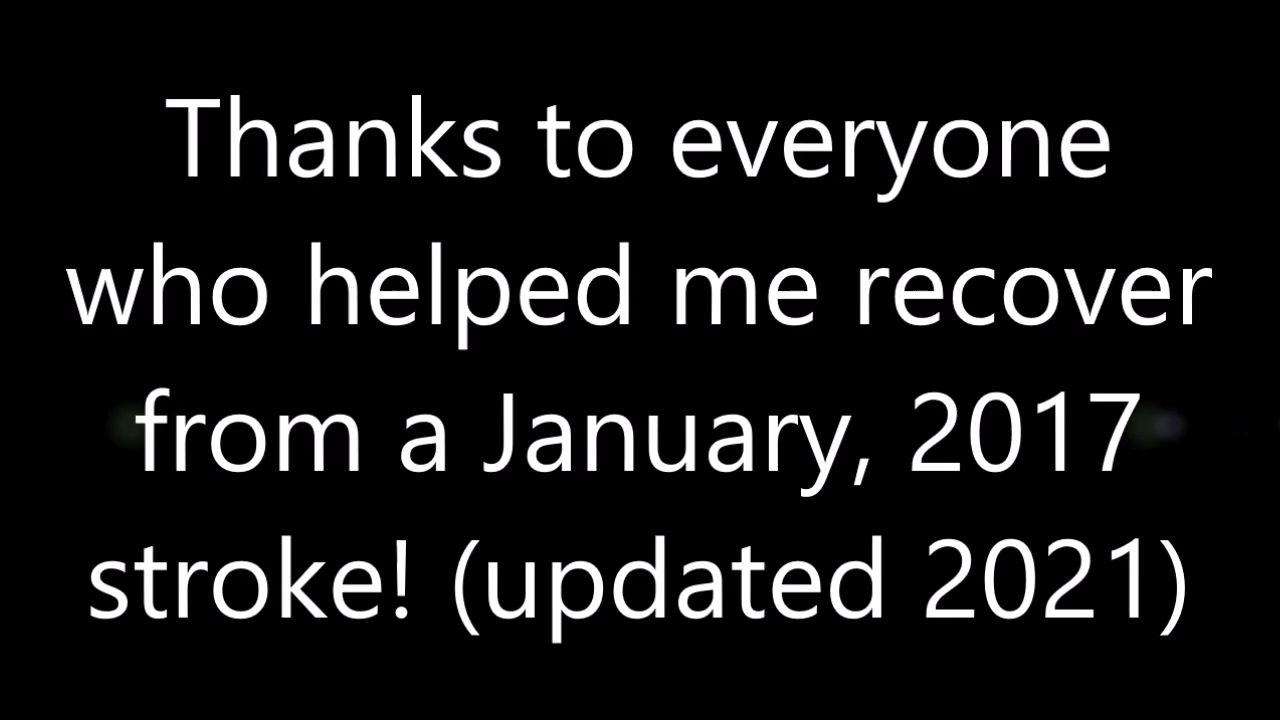 Thanks to everyone
who helped me recover
from a January, 2017
stroke! (updated 2021)